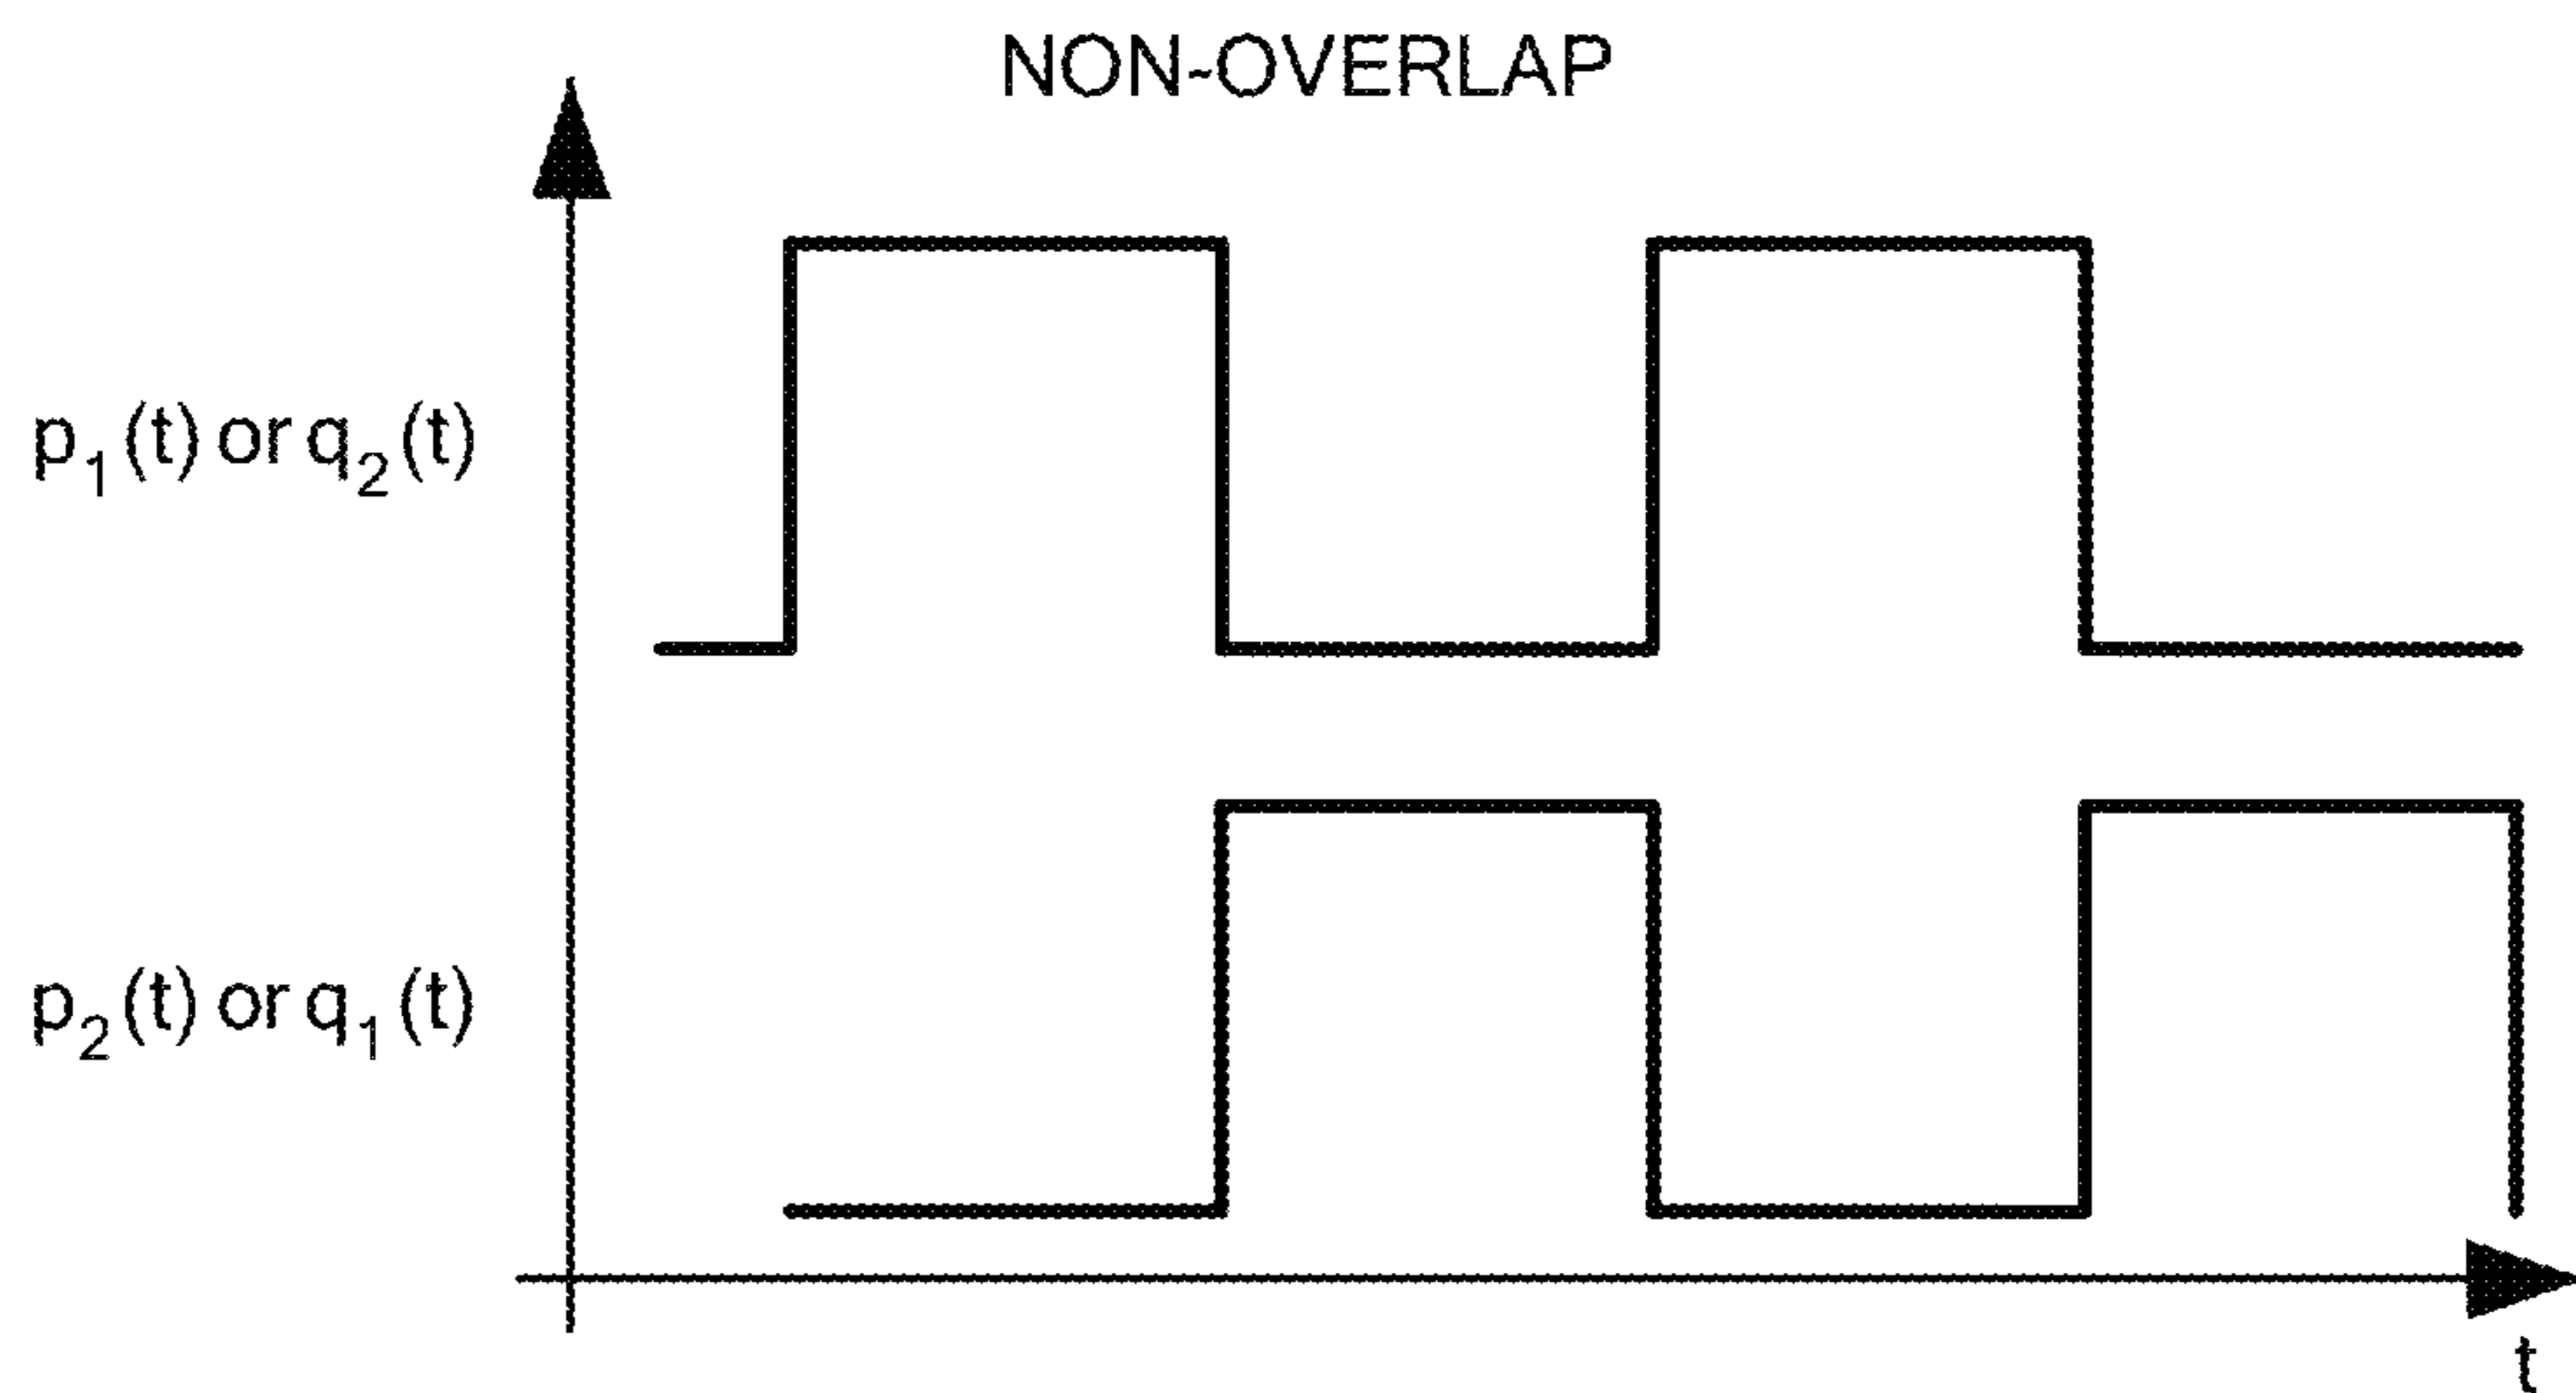 NON-OVERLAP
p₁(t) or q₂(t)
p₂(t) or q₁(t)
t